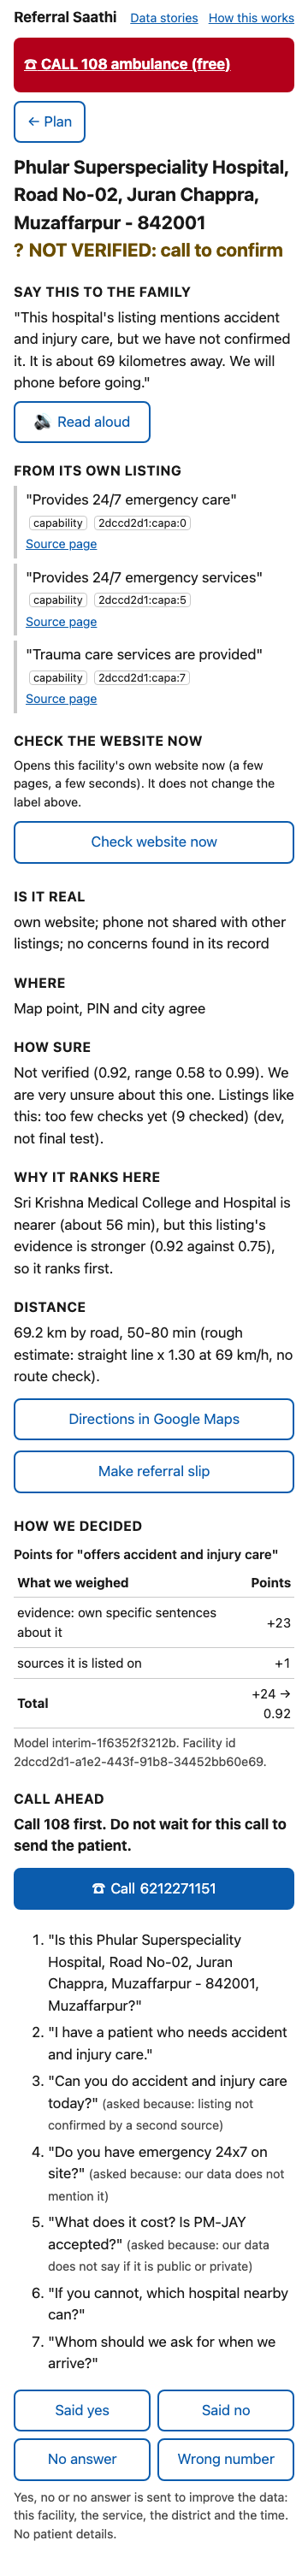 Referral Saathi Data stories How this works
☎ CALL 108 ambulance (free)
← Plan
Phular Superspeciality Hospital,
Road No-02, Juran Chappra,
Muzaffarpur - 842001
? NOT VERIFIED: call to confirm
SAY THIS TO THE FAMILY
"This hospital's listing mentions accident
and injury care, but we have not confirmed
it. It is about 69 kilometres away. We will
phone before going."
🔊 Read aloud
FROM ITS OWN LISTING
"Provides 24/7 emergency care"
capability 2dccd2d1:capa:0
Source page
"Provides 24/7 emergency services"
capability 2dccd2d1:capa:5
Source page
"Trauma care services are provided"
capability 2dccd2d1:capa:7
Source page
CHECK THE WEBSITE NOW
Opens this facility's own website now (a few
pages, a few seconds). It does not change the
label above.
Check website now
IS IT REAL
own website; phone not shared with other
listings; no concerns found in its record
WHERE
Map point, PIN and city agree
HOW SURE
Not verified (0.92, range 0.58 to 0.99). We
are very unsure about this one. Listings like
this: too few checks yet (9 checked) (dev,
not final test).
WHY IT RANKS HERE
Sri Krishna Medical College and Hospital is
nearer (about 56 min), but this listing's
evidence is stronger (0.92 against 0.75),
so it ranks first.
DISTANCE
69.2 km by road, 50-80 min (rough
estimate: straight line x 1.30 at 69 km/h, no
route check).
Directions in Google Maps
Make referral slip
HOW WE DECIDED
Points for "offers accident and injury care"
What we weighed Points
evidence: own specific sentences
about it +23
sources it is listed on +1
Total +24 →
0.92
Model interim-1f6352f3212b. Facility id
2dccd2d1-a1e2-443f-91b8-34452bb60e69.
CALL AHEAD
Call 108 first. Do not wait for this call to
send the patient.
☎ Call 6212271151
1. "Is this Phular Superspeciality
Hospital, Road No-02, Juran
Chappra, Muzaffarpur - 842001,
Muzaffarpur?"
2. "I have a patient who needs accident
and injury care."
3. "Can you do accident and injury care
today?" (asked because: listing not
confirmed by a second source)
4. "Do you have emergency 24x7 on
site?" (asked because: our data does not
mention it)
5. "What does it cost? Is PM-JAY
accepted?" (asked because: our data
does not say if it is public or private)
6. "If you cannot, which hospital nearby
can?"
7. "Whom should we ask for when we
arrive?"
Said yes Said no
No answer Wrong number
Yes, no or no answer is sent to improve the data:
this facility, the service, the district and the time.
No patient details.